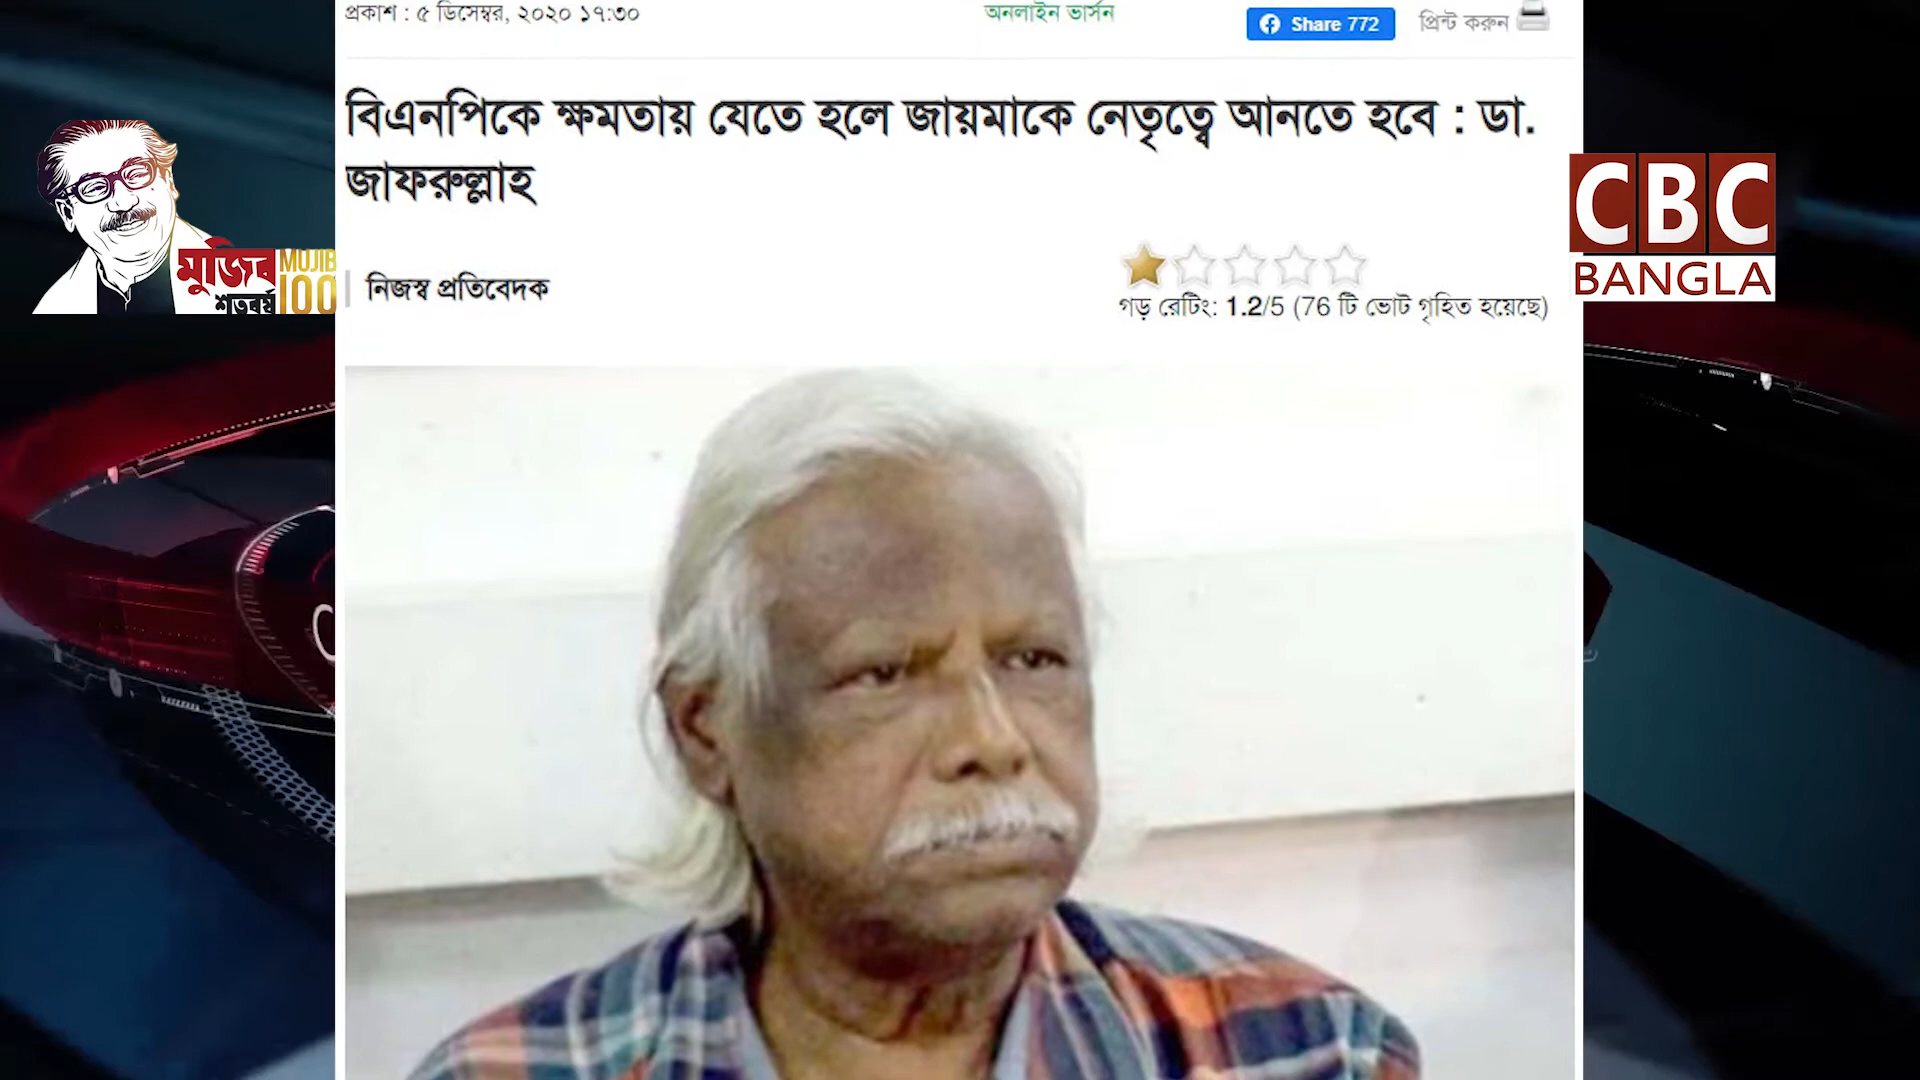 প্রকাশ : ৫ ডিসেম্বর, ২০২০ ১৭:৩০
অনলাইন ভার্সন
Share 772
প্রিন্ট করুন
বিএনপিকে ক্ষমতায় যেতে হলে জায়মাকে নেতৃত্বে আনতে হবে : ডা.
জাফরুল্লাহ
নিজস্ব প্রতিবেদক
গড় রেটিং: 1.2/5 (76 টি ভোট গৃহিত হয়েছে)
মুজিব
শতবর্ষ
MUJIB
100
CBC
BANGLA